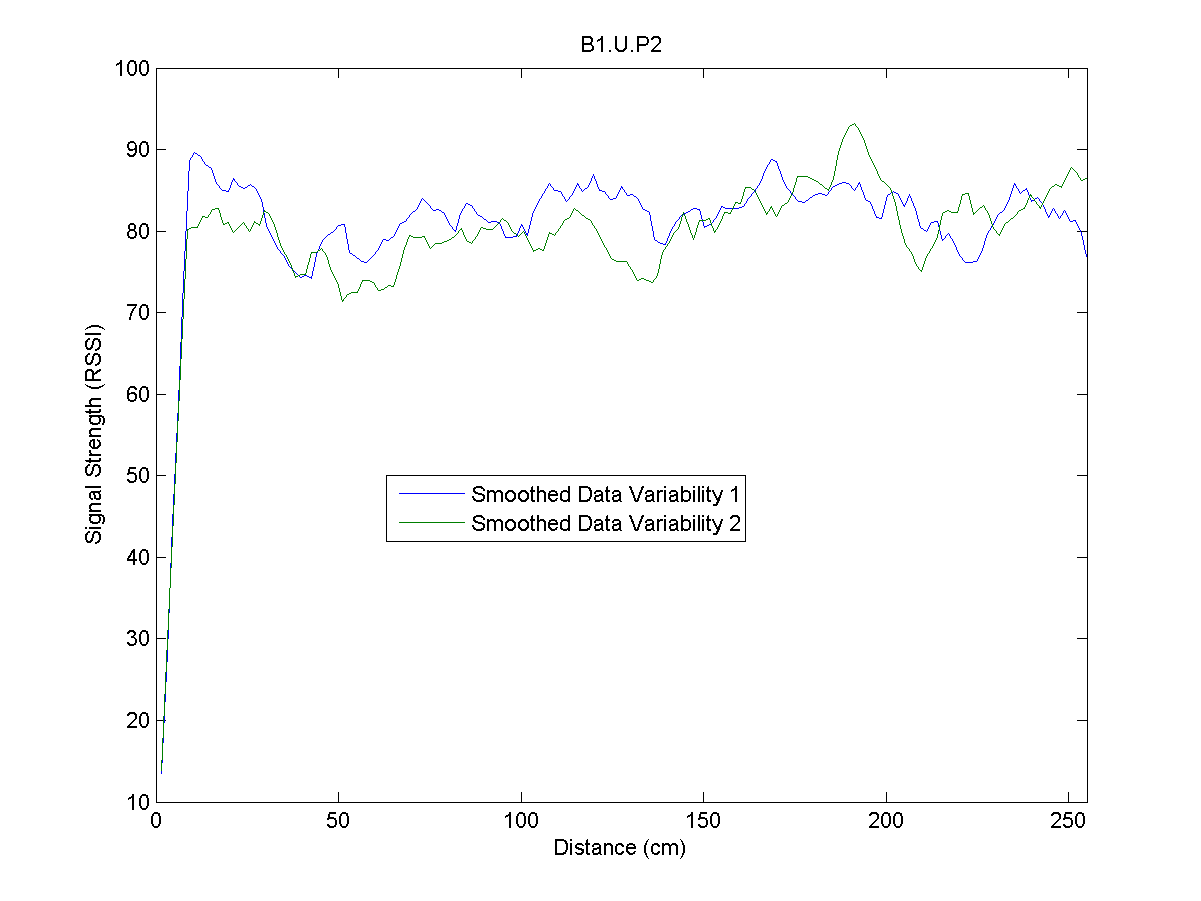 B1.U.P2
100
90
80
70
60
50
40
30
20
10
Signal Strength (RSSI)
Smoothed Data Variability 1
Smoothed Data Variability 2
0 50 100 150 200 250
Distance (cm)